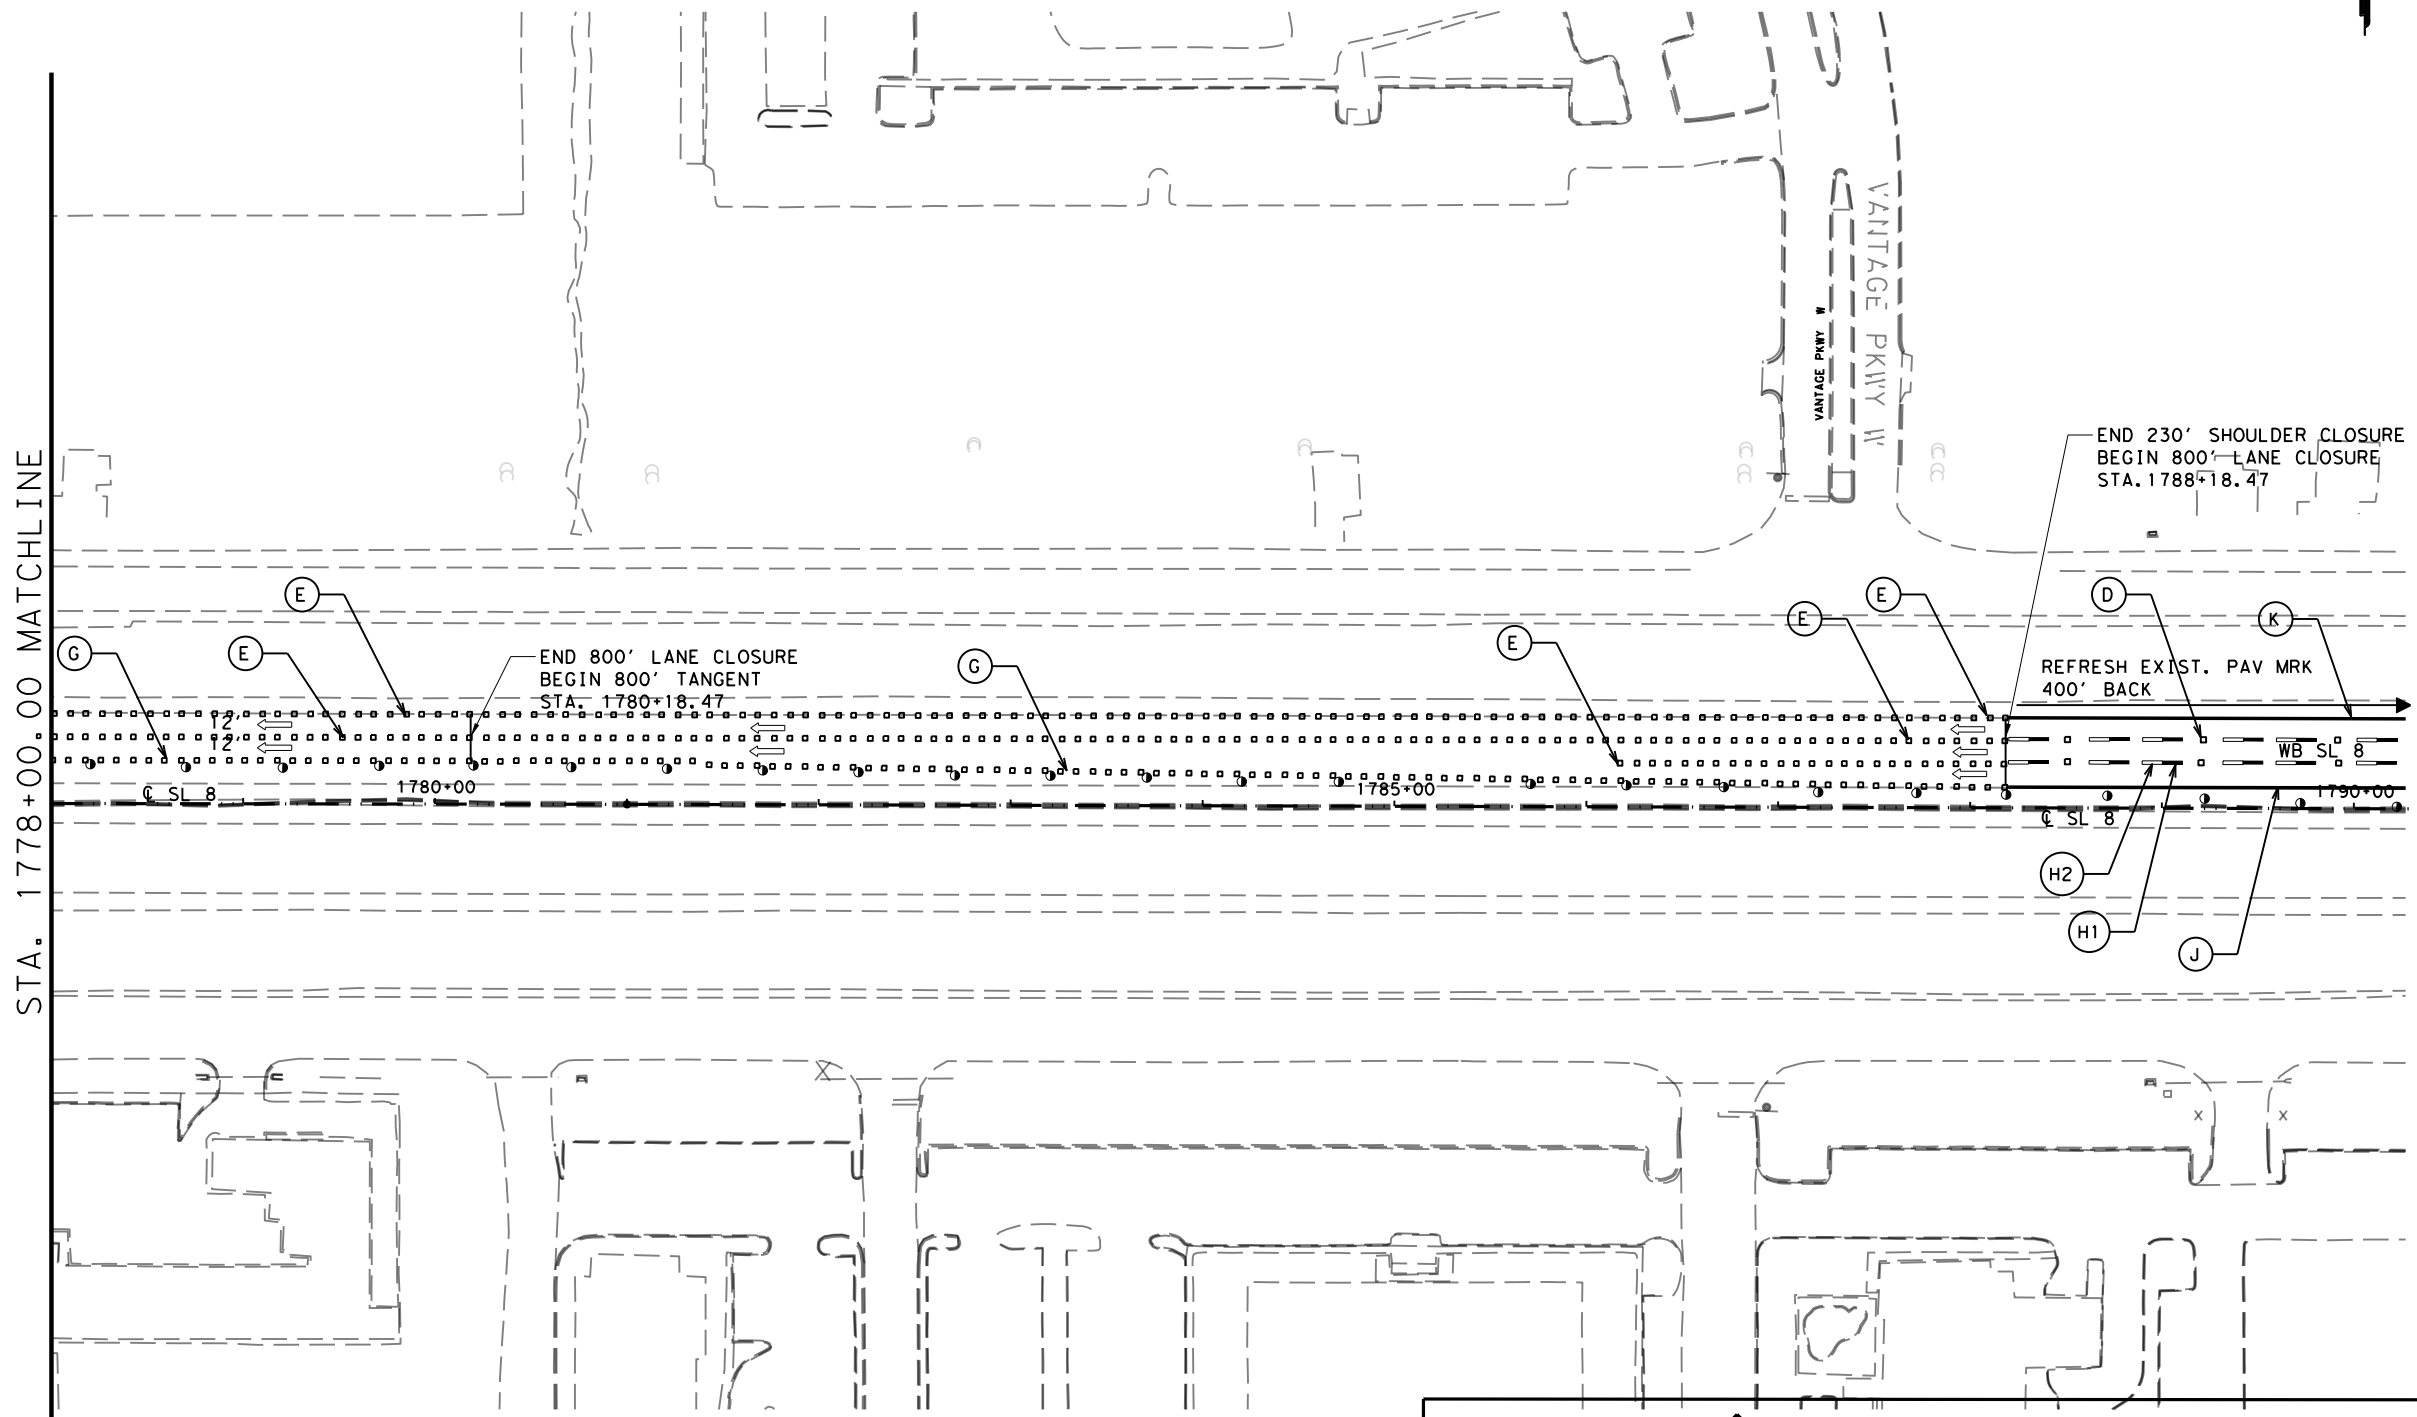 STA. 1778+00.00 MATCHLINE
VANTAGE PKWY W
VANTAGE PKWY W
END 230' SHOULDER CLOSURE
BEGIN 800' LANE CLOSURE
STA.1788+18.47
E
E
D
E
K
G
E
E
G
END 800' LANE CLOSURE
BEGIN 800' TANGENT
STA. 1780+18.47
REFRESH EXIST. PAV MRK
400' BACK
12'
12'
WB SL 8
℄ SL 8
1780+00
1785+00
1790+00
℄ SL 8
H2
H1
J
X
X
X